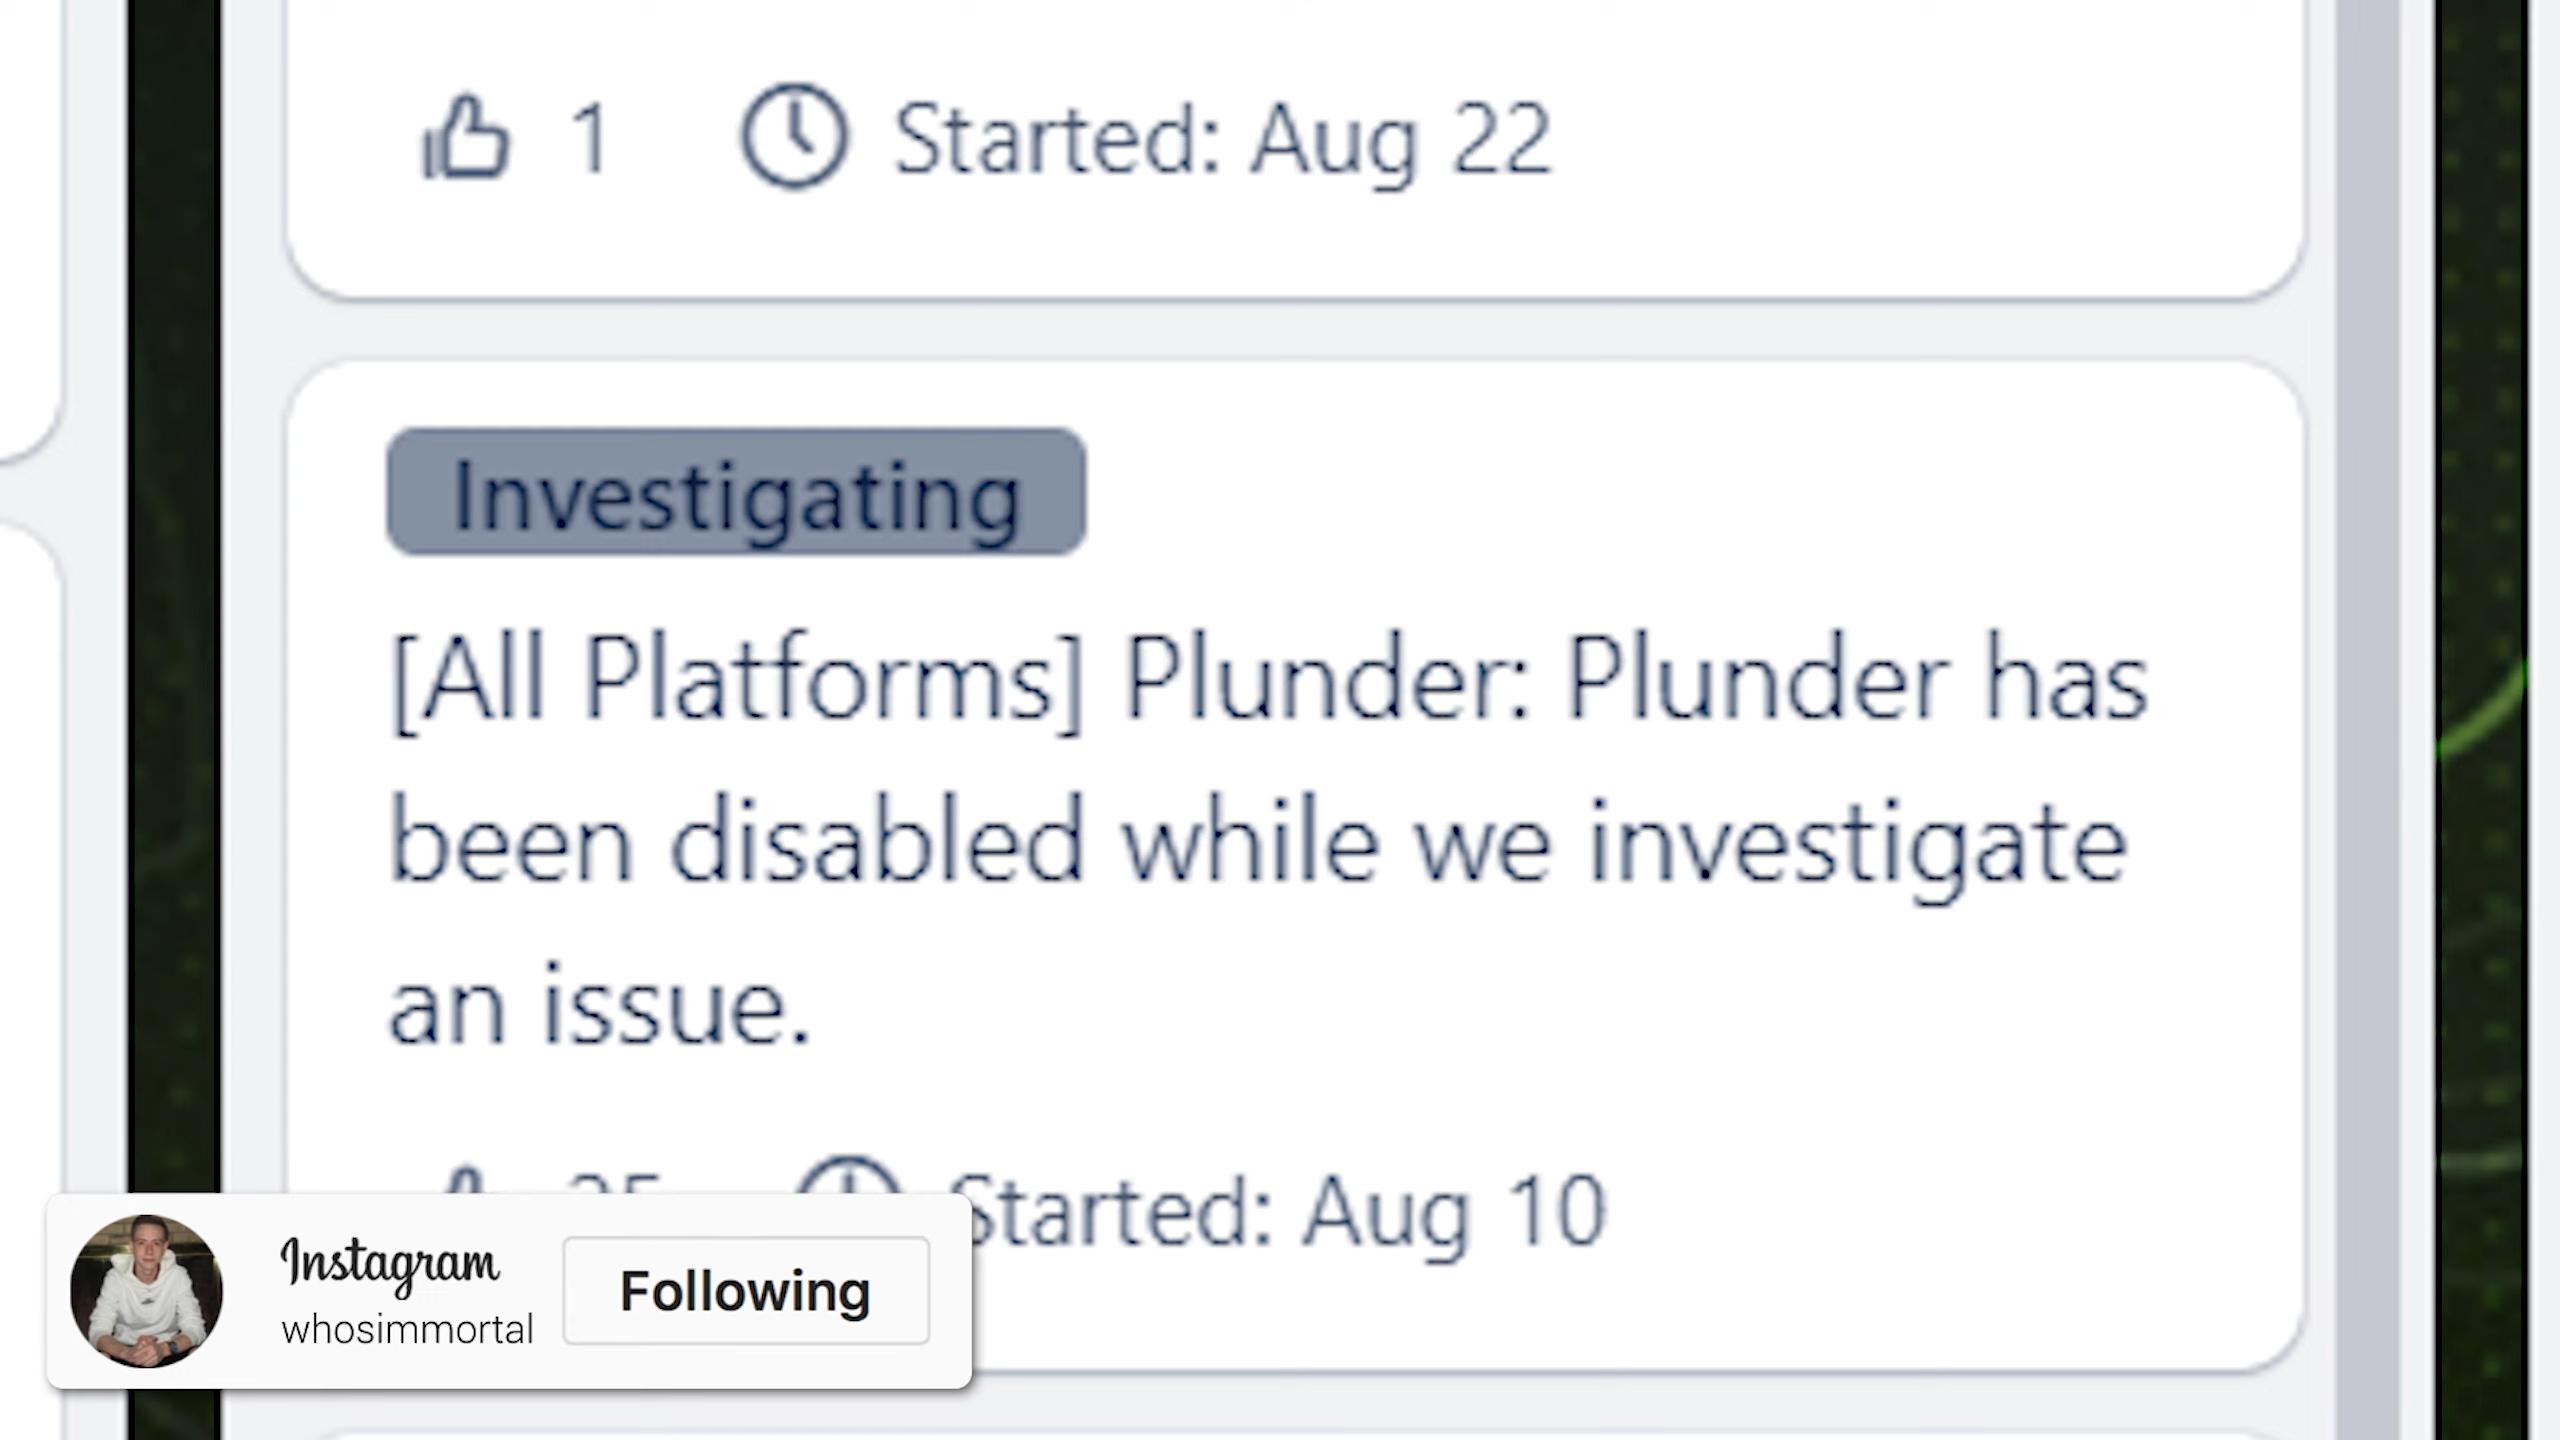 1 Started: Aug 22
Investigating
[All Platforms] Plunder: Plunder has
been disabled while we investigate
an issue.
Started: Aug 10
Instagram
whosimmortal
Following